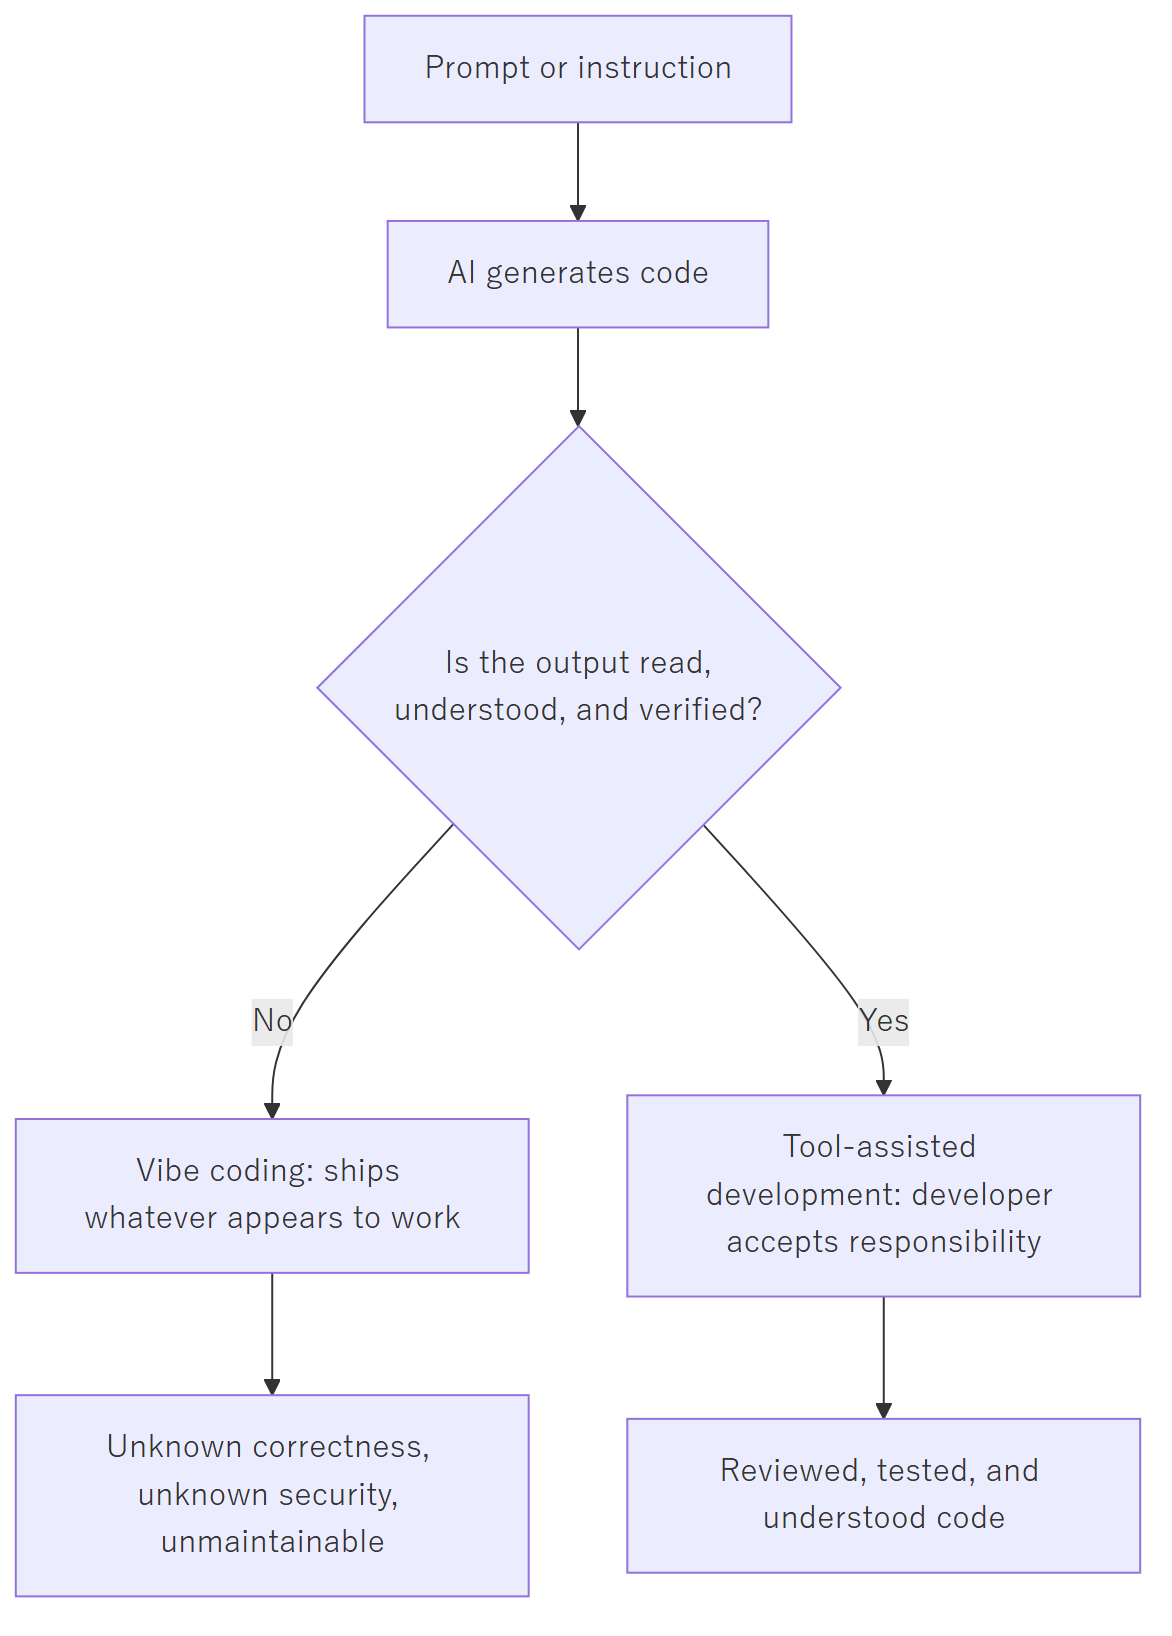 Prompt or instruction
AI generates code
Is the output read,
understood, and verified?
No
Yes
Vibe coding: ships
whatever appears to work
Tool-assisted
development: developer
accepts responsibility
Unknown correctness,
unknown security,
unmaintainable
Reviewed, tested, and
understood code